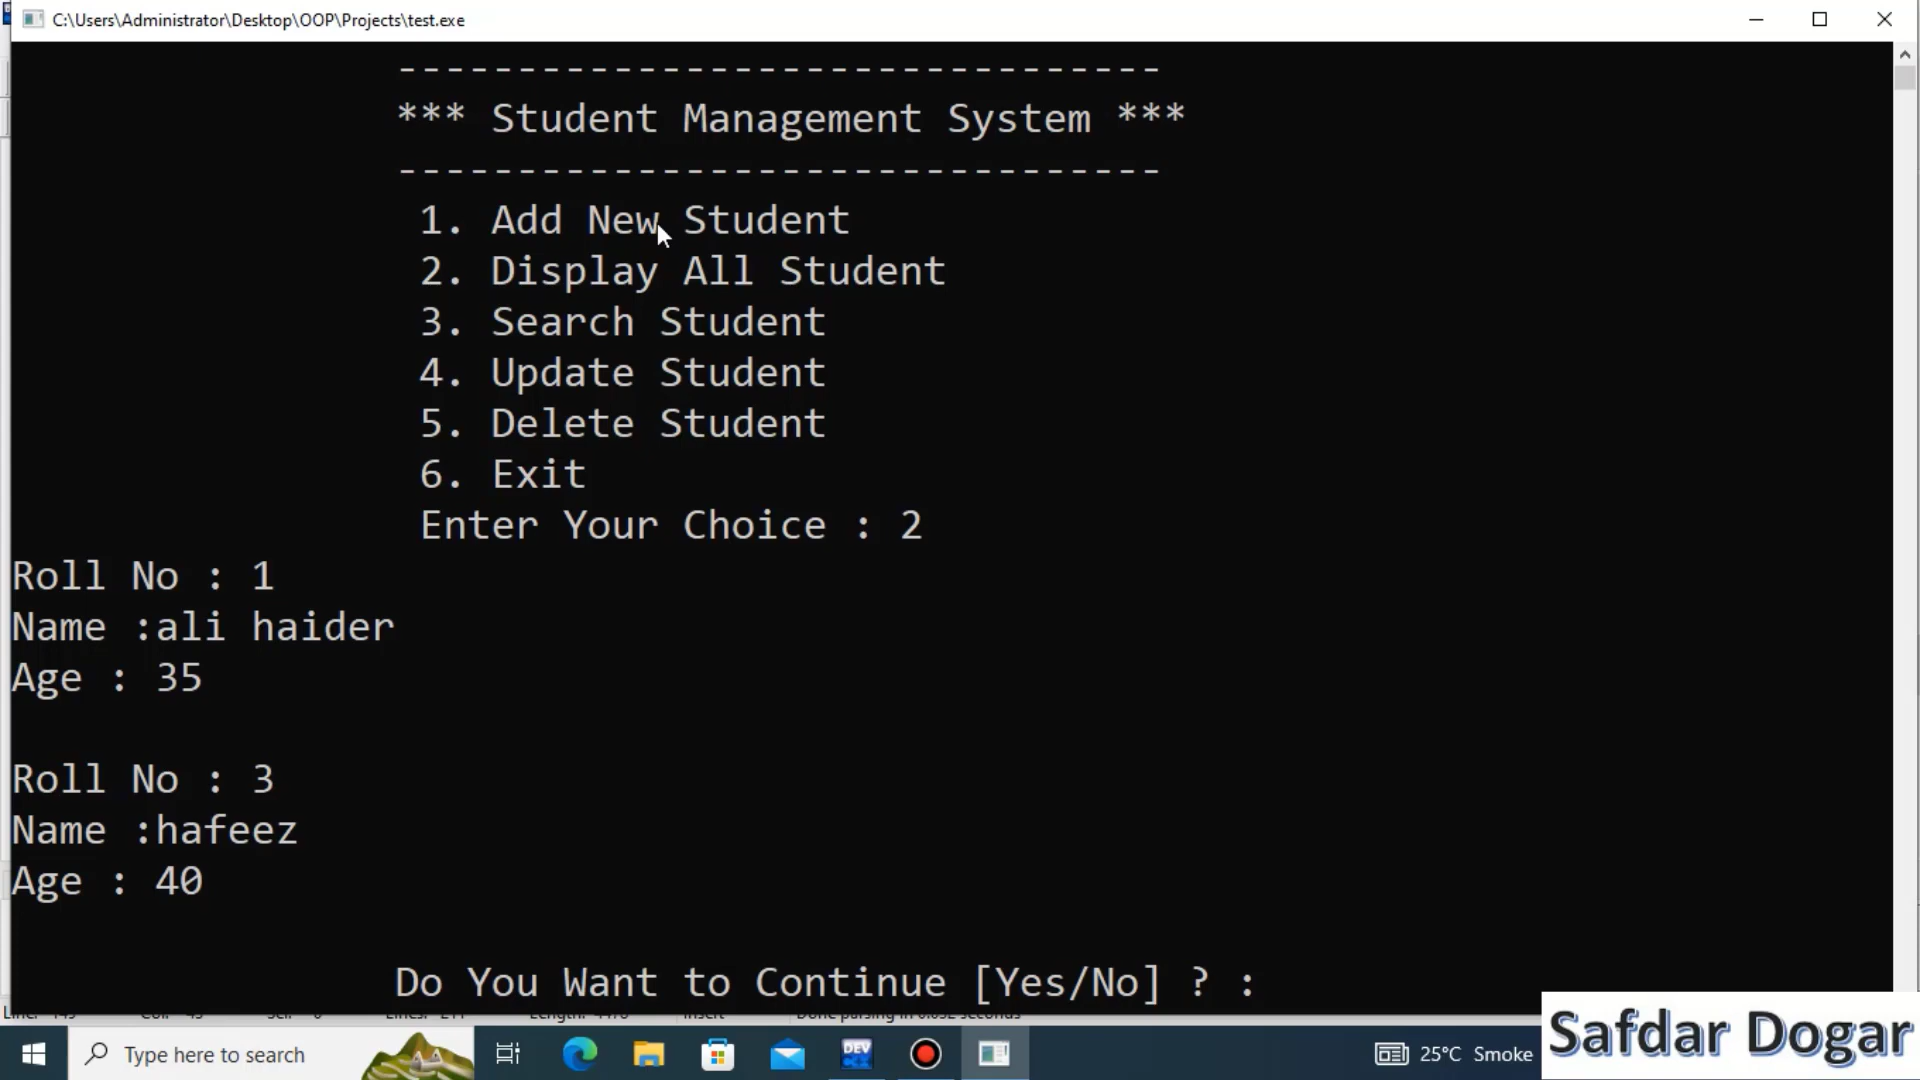 C:\Users\Administrator\Desktop\OOP\Projects\test.exe
--------------------------------
*** Student Management System ***
--------------------------------
1. Add New Student
2. Display All Student
3. Search Student
4. Update Student
5. Delete Student
6. Exit
Enter Your Choice : 2
Roll No : 1
Name :ali haider
Age : 35
Roll No : 3
Name :hafeez
Age : 40
Do You Want to Continue [Yes/No] ? :
Type here to search
DEV
25°C Smoke
Safdar Dogar